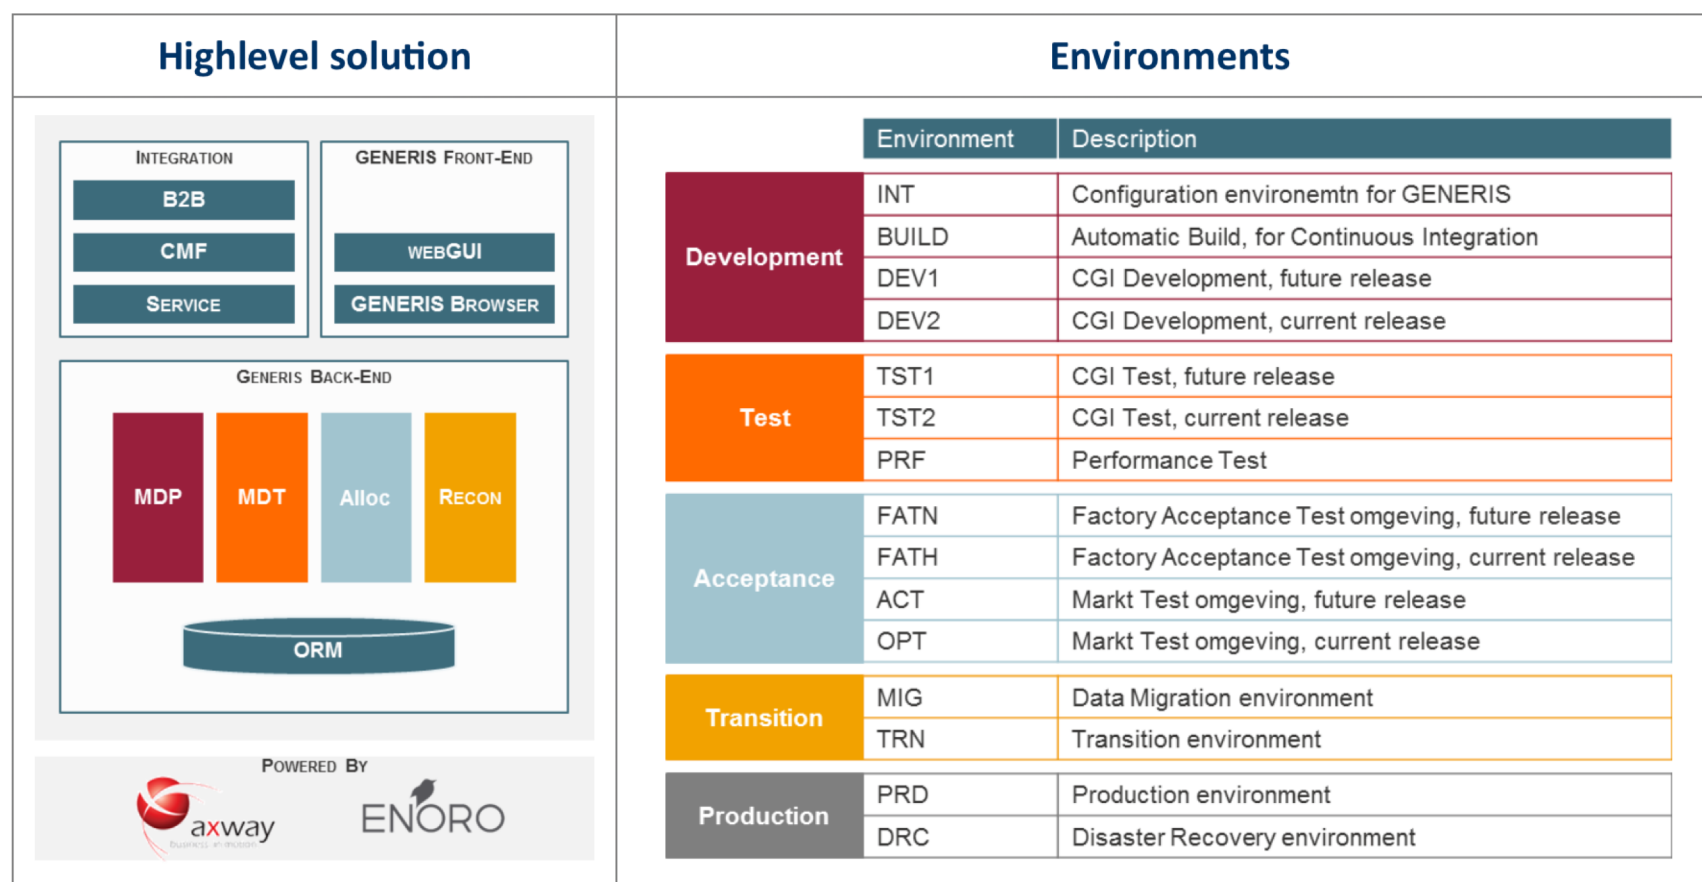 Highlevel solution
Environments
INTEGRATION
B2B
CMF
SERVICE
GENERIS FRONT-END
WEBGUI
GENERIS BROWSER
GENERIS BACK-END
MDP
MDT
Alloc
RECON
ORM
POWERED BY
axway
business in motion
ENORO
Environment Description
Development
INT Configuration environemtn for GENERIS
BUILD Automatic Build, for Continuous Integration
DEV1 CGI Development, future release
DEV2 CGI Development, current release
Test
TST1 CGI Test, future release
TST2 CGI Test, current release
PRF Performance Test
Acceptance
FATN Factory Acceptance Test omgeving, future release
FATH Factory Acceptance Test omgeving, current release
ACT Markt Test omgeving, future release
OPT Markt Test omgeving, current release
Transition
MIG Data Migration environment
TRN Transition environment
Production
PRD Production environment
DRC Disaster Recovery environment